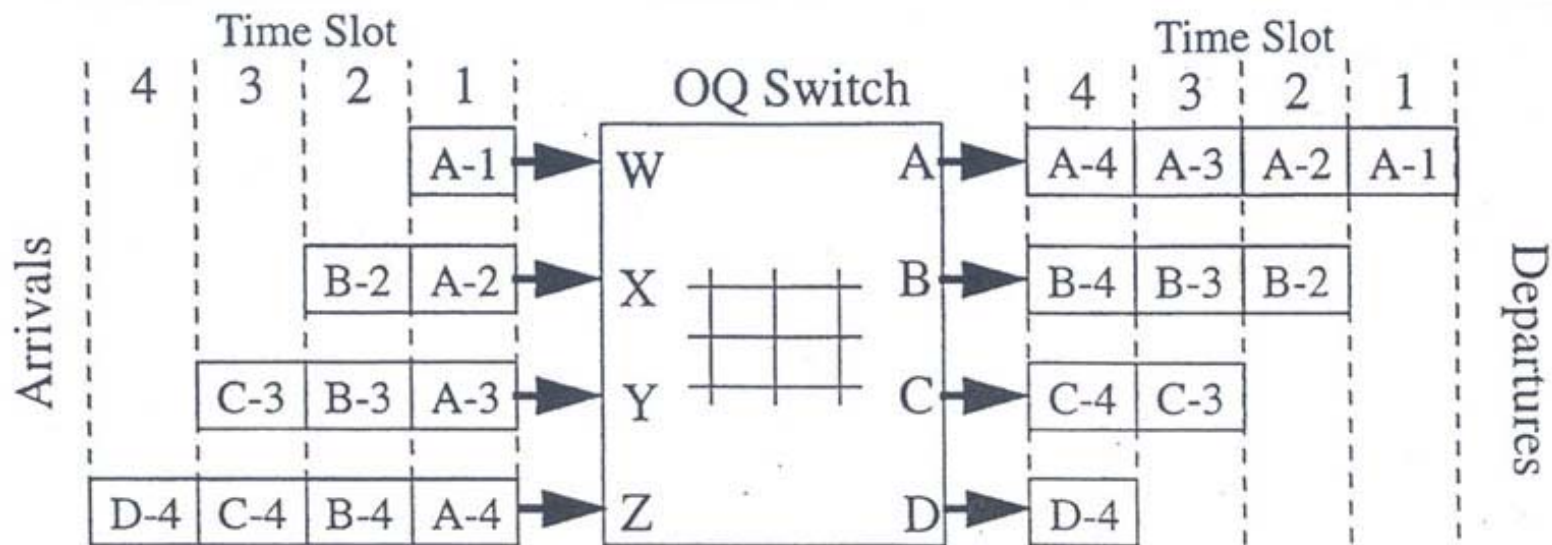 Time Slot Time Slot
4 3 2 1 OQ Switch 4 3 2 1
A-1 W A A-4 A-3 A-2 A-1
Arrivals
B-2 A-2 X B B-4 B-3 B-2
Departures
C-3 B-3 A-3 Y C C-4 C-3
D-4 C-4 B-4 A-4 Z D D-4